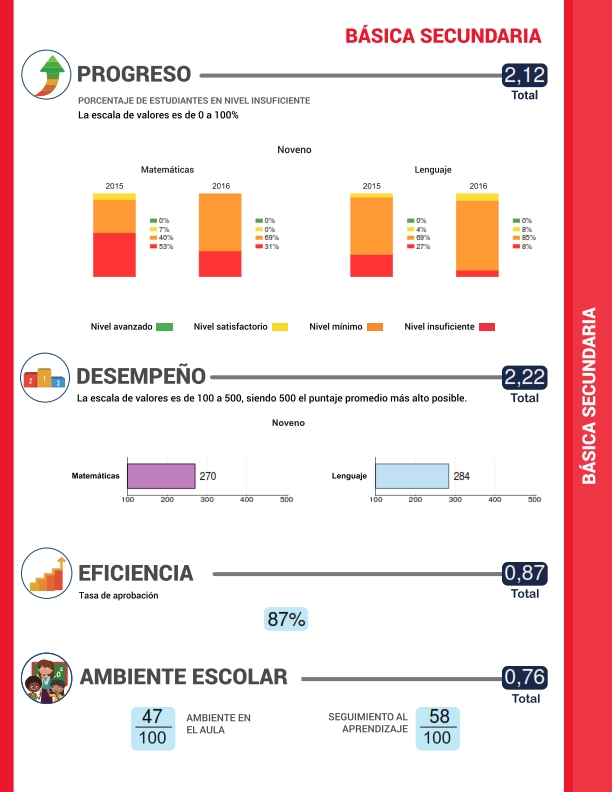 BÁSICA SECUNDARIA
PROGRESO
2,12
Total
PORCENTAJE DE ESTUDIANTES EN NIVEL INSUFICIENTE
La escala de valores es de 0 a 100%
Noveno
Matemáticas
Lenguaje
2015
2016
2015
2016
0% 0% 0% 0%
7% 0% 4% 8%
40% 69% 69% 85%
53% 31% 27% 8%
Nivel avanzado
Nivel satisfactorio
Nivel mínimo
Nivel insuficiente
DESEMPEÑO
2 1 3
2,22
Total
La escala de valores es de 100 a 500, siendo 500 el puntaje promedio más alto posible.
Noveno
Matemáticas
270
100 200 300 400 500
Lenguaje
284
100 200 300 400 500
EFICIENCIA
0,87
Total
Tasa de aprobación
87%
AMBIENTE ESCOLAR
0,76
Total
47
100
AMBIENTE EN
EL AULA
SEGUIMIENTO AL
APRENDIZAJE
58
100
BÁSICA SECUNDARIA